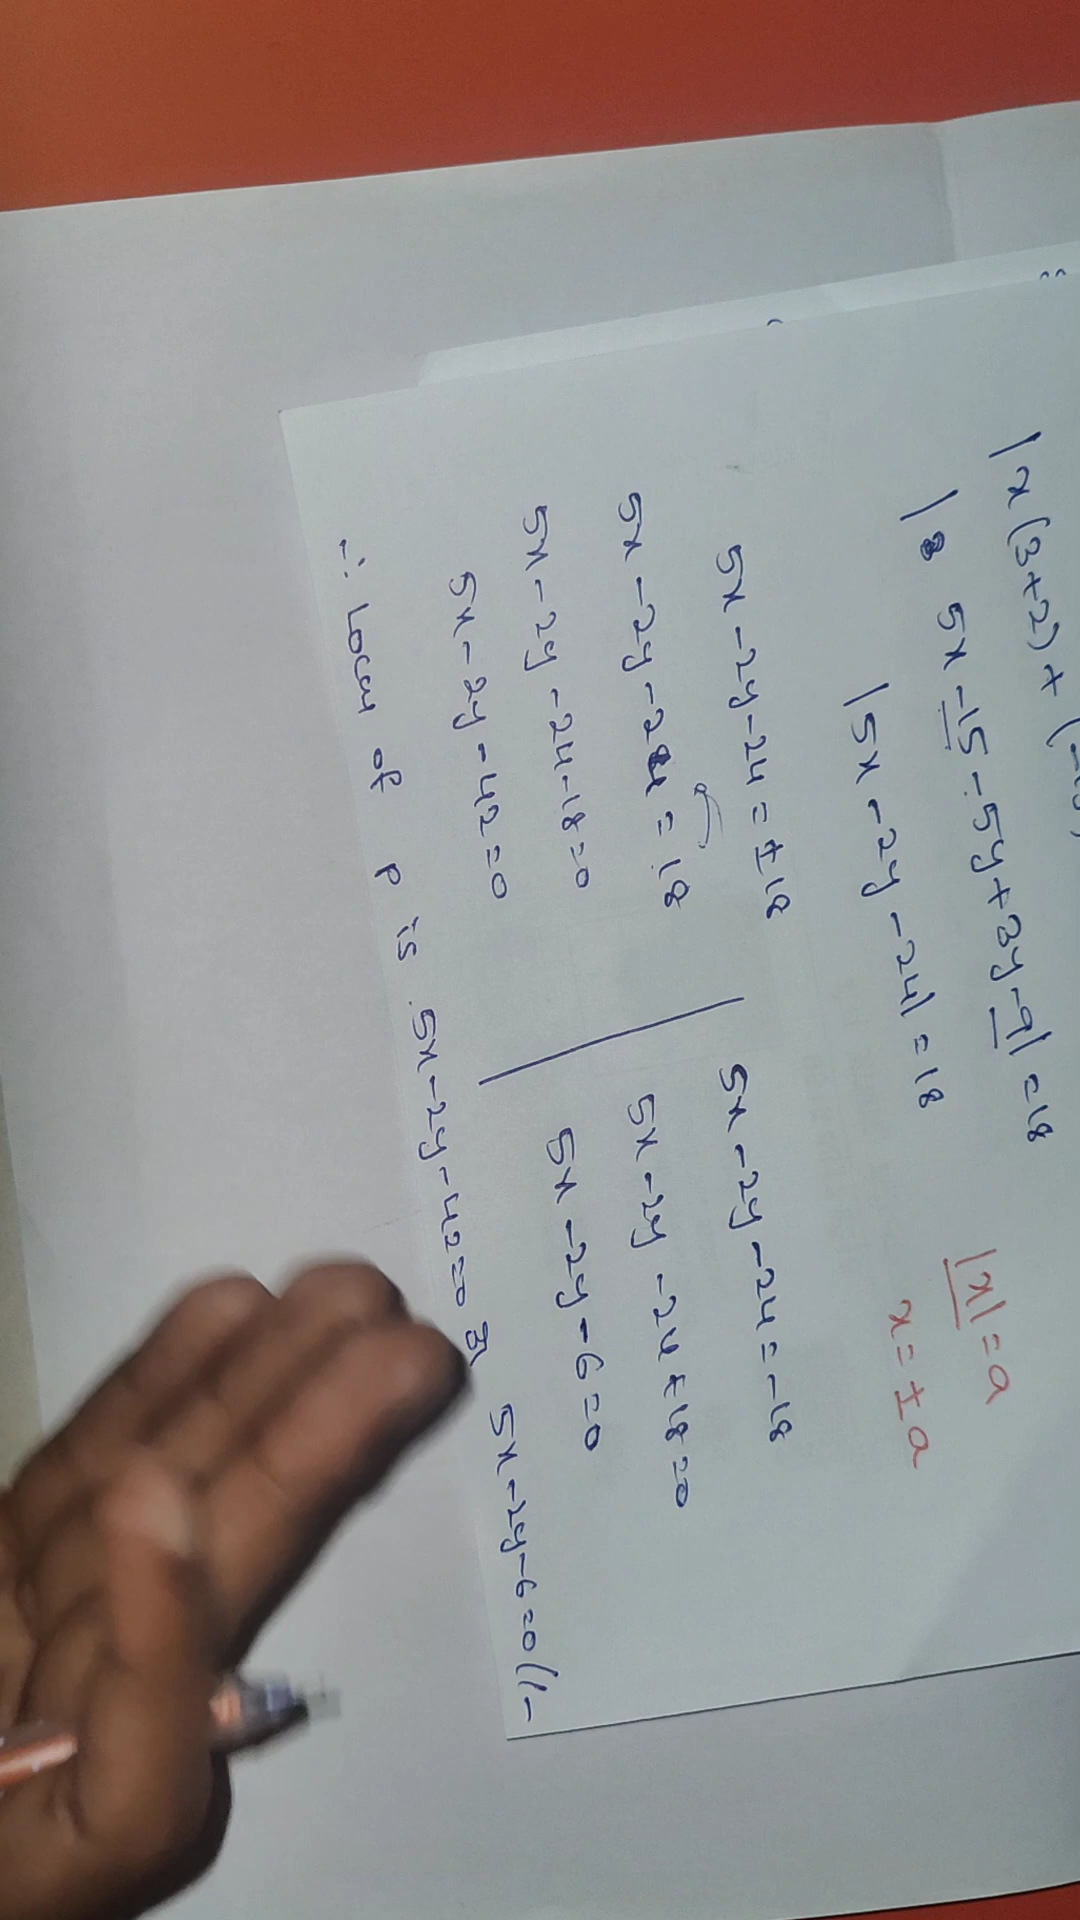 |x(3+2)+(-
| 5x-15-5y+3y-9|=18
|5x-2y-24|=18
|x|=a
x=±a
5x-2y-24=±18
5x-2y-24=18
5x-2y-24-18=0
5x-2y-42=0
5x-2y-24=-18
5x-2y-24+18=0
5x-2y-6=0
∴ Locus of P is 5x-2y-42=0 5x-2y-6=0//-